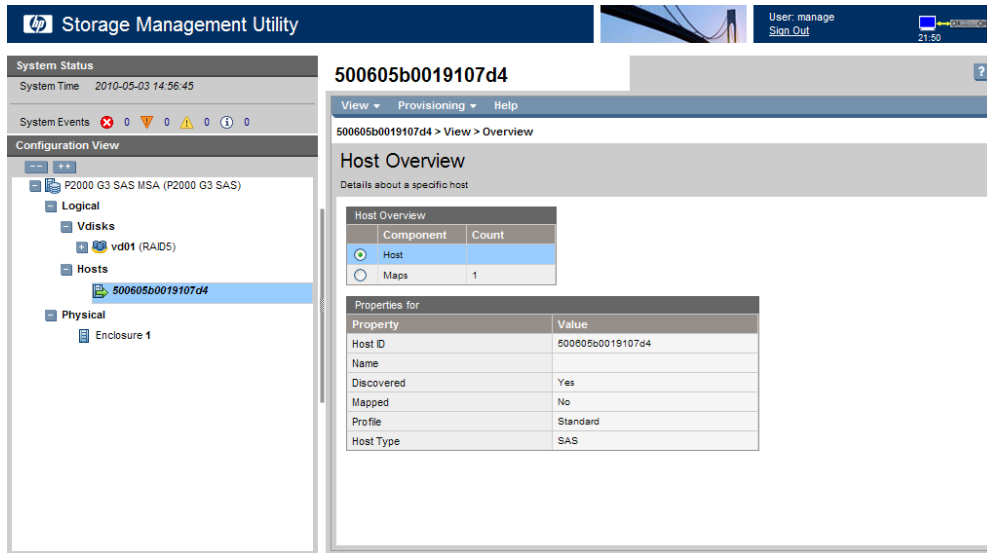 hp Storage Management Utility
User: manage
Sign Out
21:50
System Status
System Time 2010-05-03 14:56:45
System Events 0 0 0 0
Configuration View
-- ++
P2000 G3 SAS MSA (P2000 G3 SAS)
Logical
Vdisks
vd01 (RAID5)
Hosts
500605b0019107d4
Physical
Enclosure 1
500605b0019107d4
?
View Provisioning Help
500605b0019107d4 > View > Overview
Host Overview
Details about a specific host
Host Overview
Component Count
Host
Maps 1
Properties for
Property Value
Host ID 500605b0019107d4
Name
Discovered Yes
Mapped No
Profile Standard
Host Type SAS